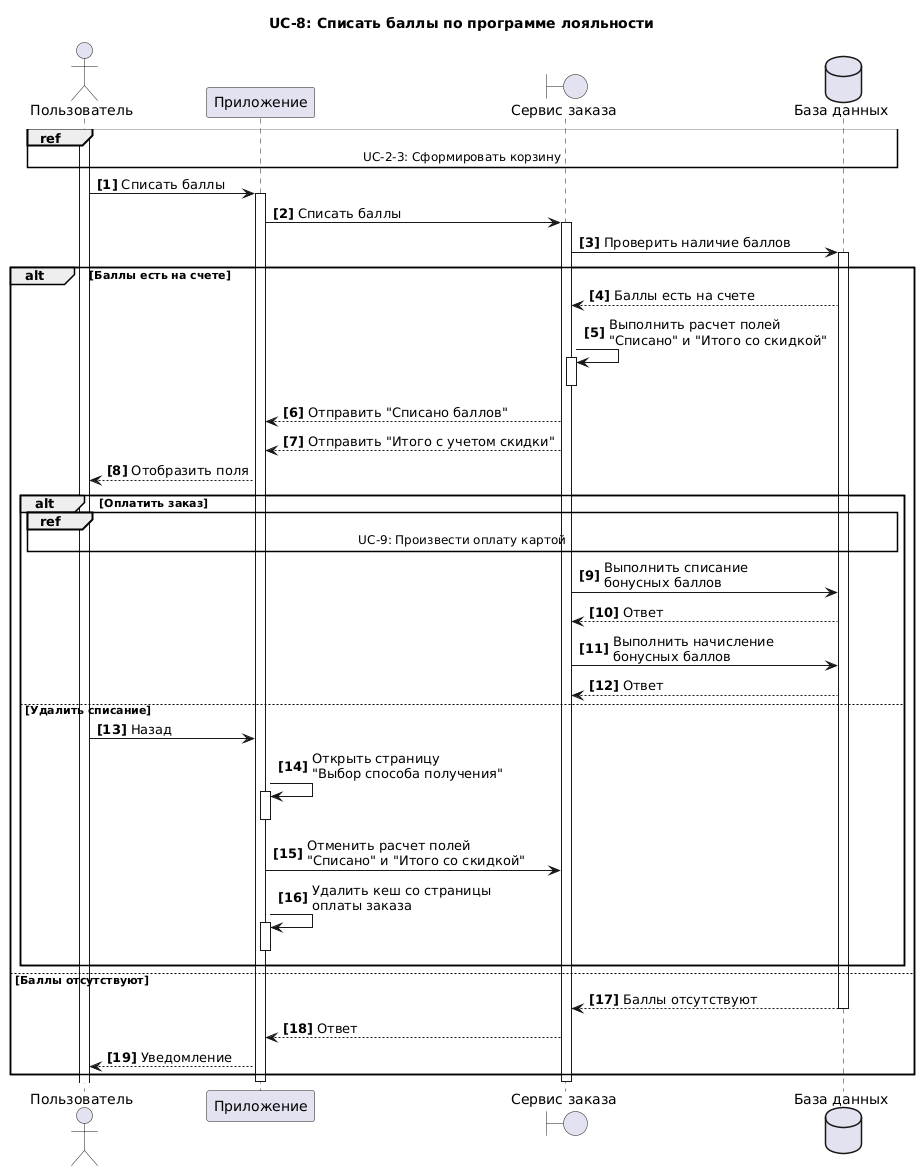 UC-8: Списать баллы по программе лояльности
Пользователь
Приложение
Сервис заказа
База данных
ref
UC-2-3: Сформировать корзину
[1] Списать баллы
[2] Списать баллы
[3] Проверить наличие баллов
alt
[Баллы есть на счете]
[4] Баллы есть на счете
[5] Выполнить расчет полей
"Списано" и "Итого со скидкой"
[6] Отправить "Списано баллов"
[7] Отправить "Итого с учетом скидки"
[8] Отобразить поля
alt
[Оплатить заказ]
ref
UC-9: Произвести оплату картой
[9] Выполнить списание
бонусных баллов
[10] Ответ
[11] Выполнить начисление
бонусных баллов
[12] Ответ
[Удалить списание]
[13] Назад
[14] Открыть страницу
"Выбор способа получения"
[15] Отменить расчет полей
"Списано" и "Итого со скидкой"
[16] Удалить кеш со страницы
оплаты заказа
[Баллы отсутствуют]
[17] Баллы отсутствуют
[18] Ответ
[19] Уведомление
Пользователь
Приложение
Сервис заказа
База данных